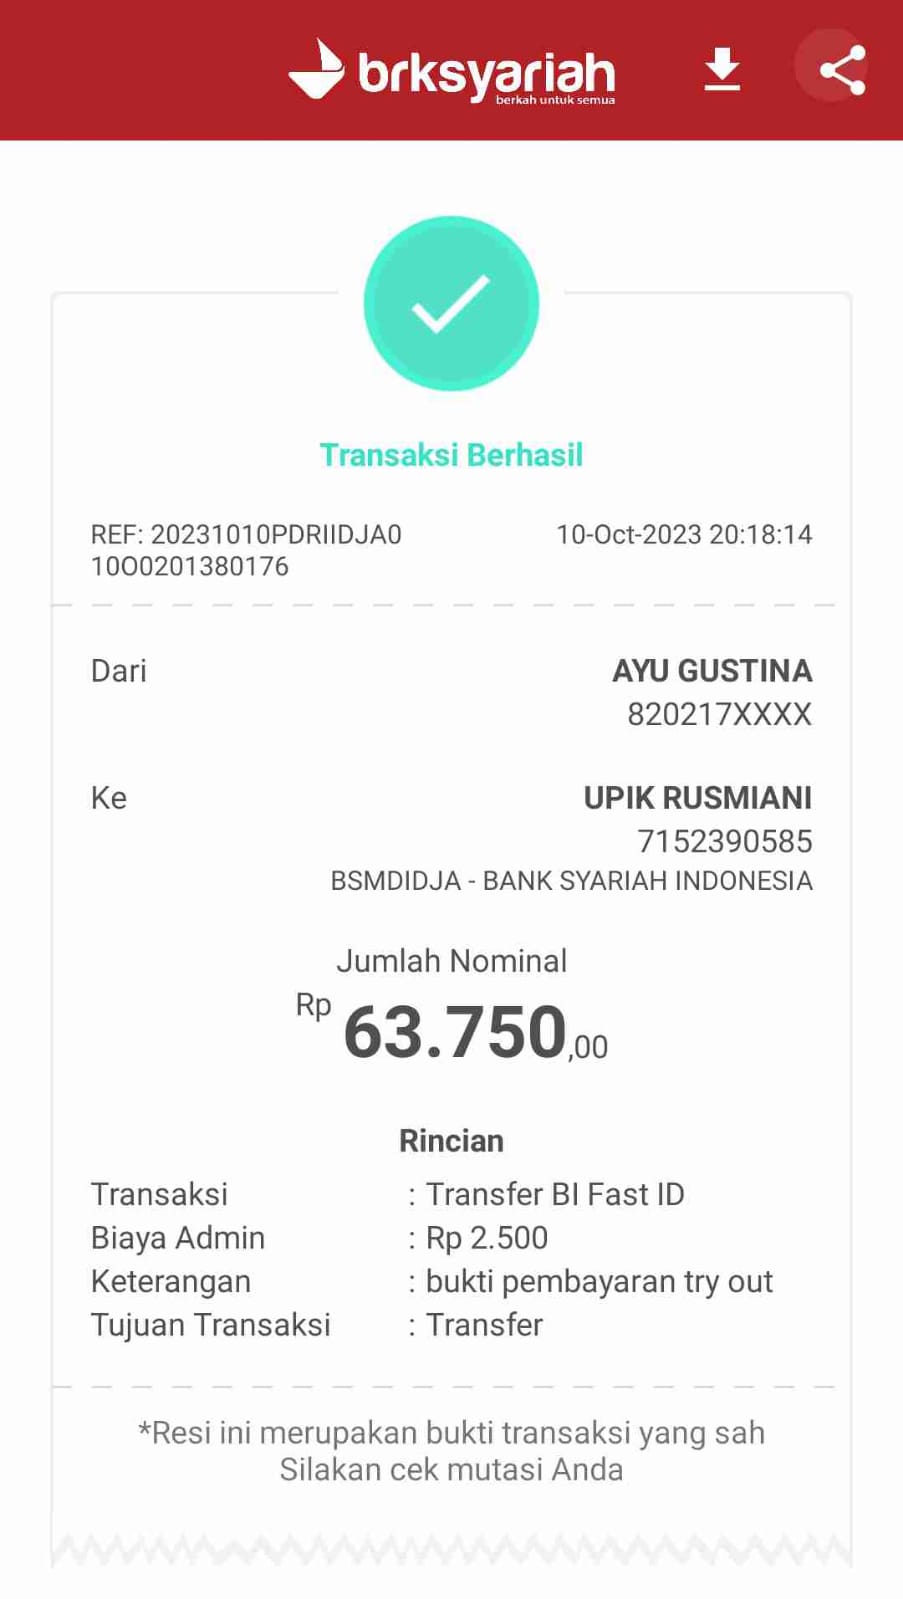 brksyariah
berkah untuk semua
Transaksi Berhasil
REF: 20231010PDRIIDJA0 10-Oct-2023 20:18:14
10O0201380176
Dari AYU GUSTINA
820217XXXX
Ke UPIK RUSMIANI
7152390585
BSMDIDJA - BANK SYARIAH INDONESIA
Jumlah Nominal
Rp 63.750,00
Rincian
Transaksi : Transfer BI Fast ID
Biaya Admin : Rp 2.500
Keterangan : bukti pembayaran try out
Tujuan Transaksi : Transfer
*Resi ini merupakan bukti transaksi yang sah
Silakan cek mutasi Anda